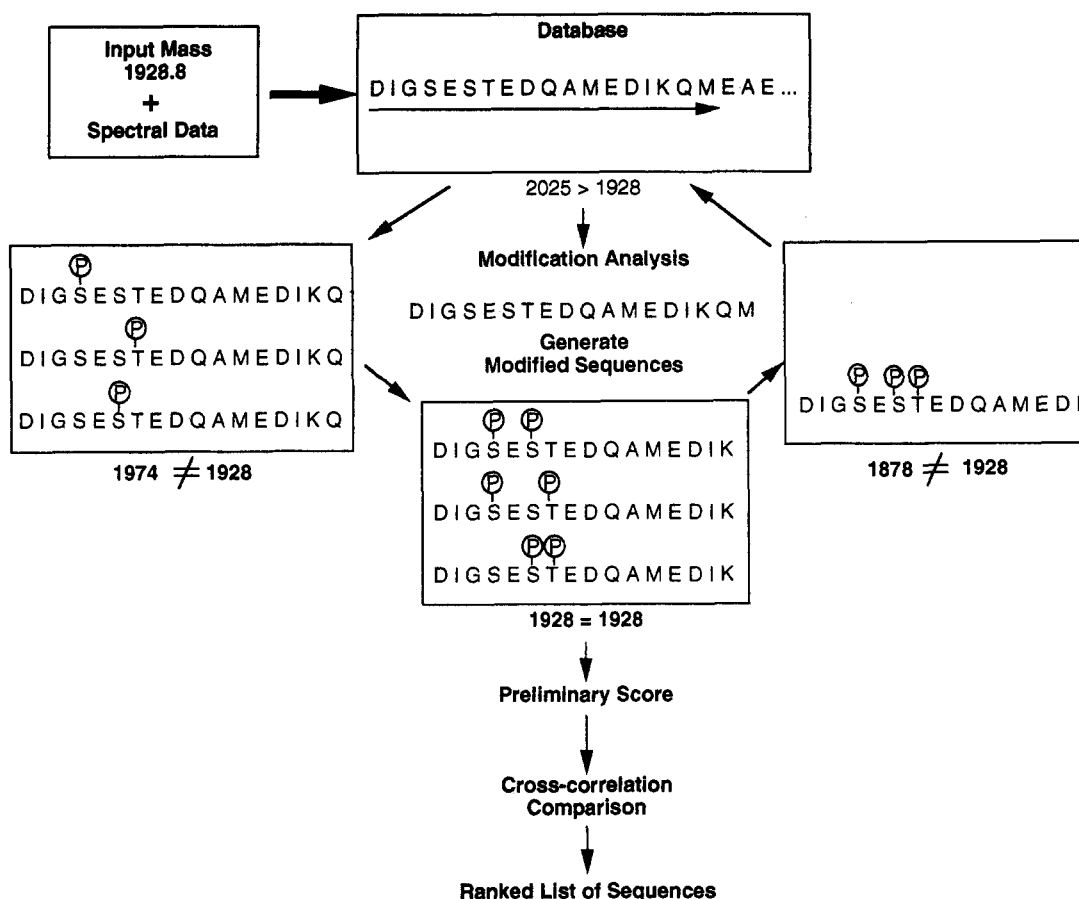 Input Mass
1928.8
+
Spectral Data
Database
DIGSESTEDQAMEDIKQMEAE...
2025 > 1928
P
DIGSESTEDQAMEDIKQ
P
DIGSESTEDQAMEDIKQ
P
DIGSESTEDQAMEDIKQ
1974 ≠ 1928
Modification Analysis
DIGSESTEDQAMEDIKQM
Generate
Modified Sequences
P P
DIGSESTEDQAMEDIK
P P
DIGSESTEDQAMEDIK
P P
DIGSESTEDQAMEDIK
1928 = 1928
P P P
DIGSESTEDQAMEDI
1878 ≠ 1928
Preliminary Score
Cross-correlation
Comparison
Ranked List of Sequences